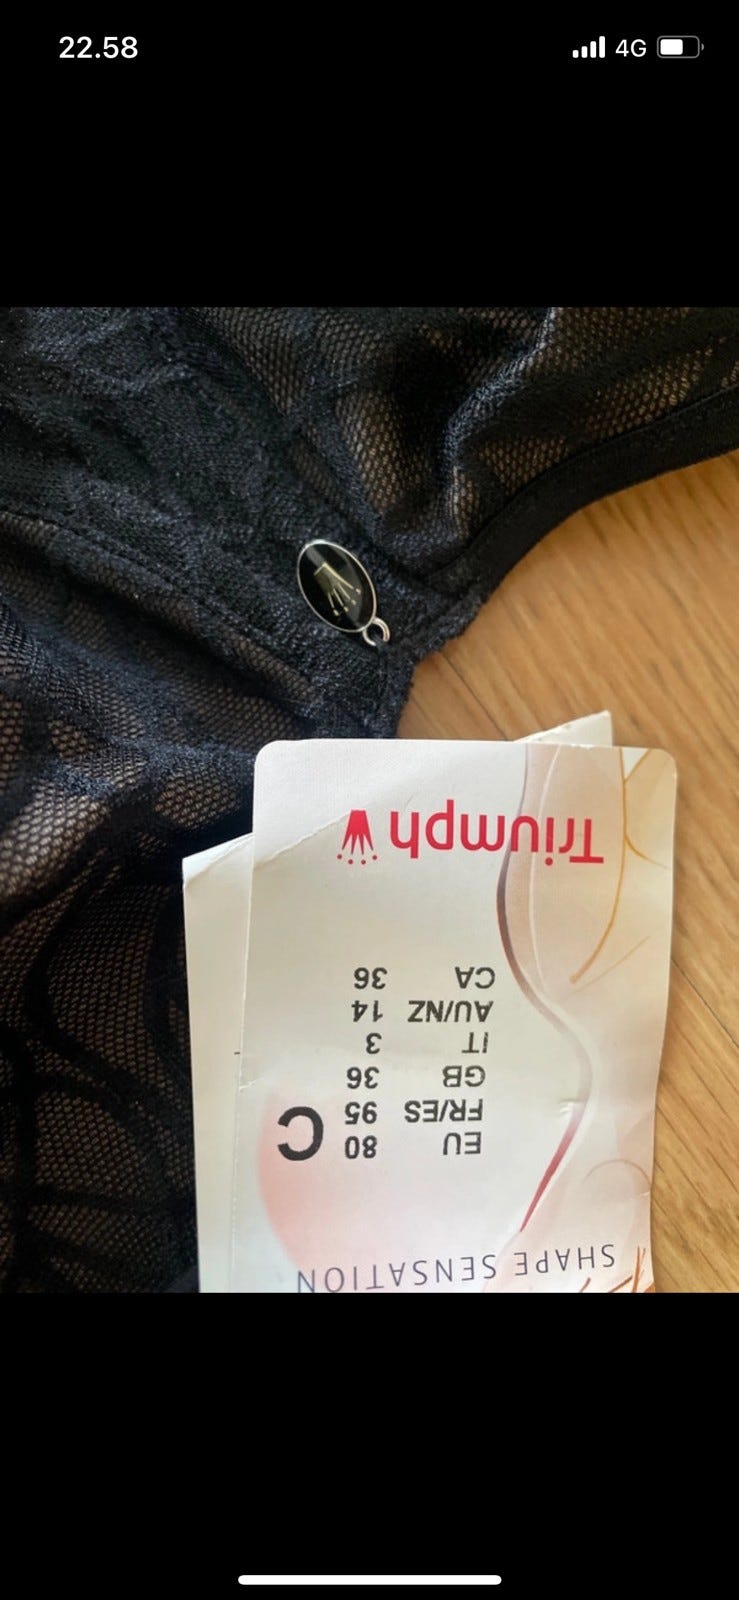 22.58
4G
SHAPE SENSATION
EU 80 C
FR/ES 95
GB 36
IT 3
AU/NZ 14
CA 36
Triumph